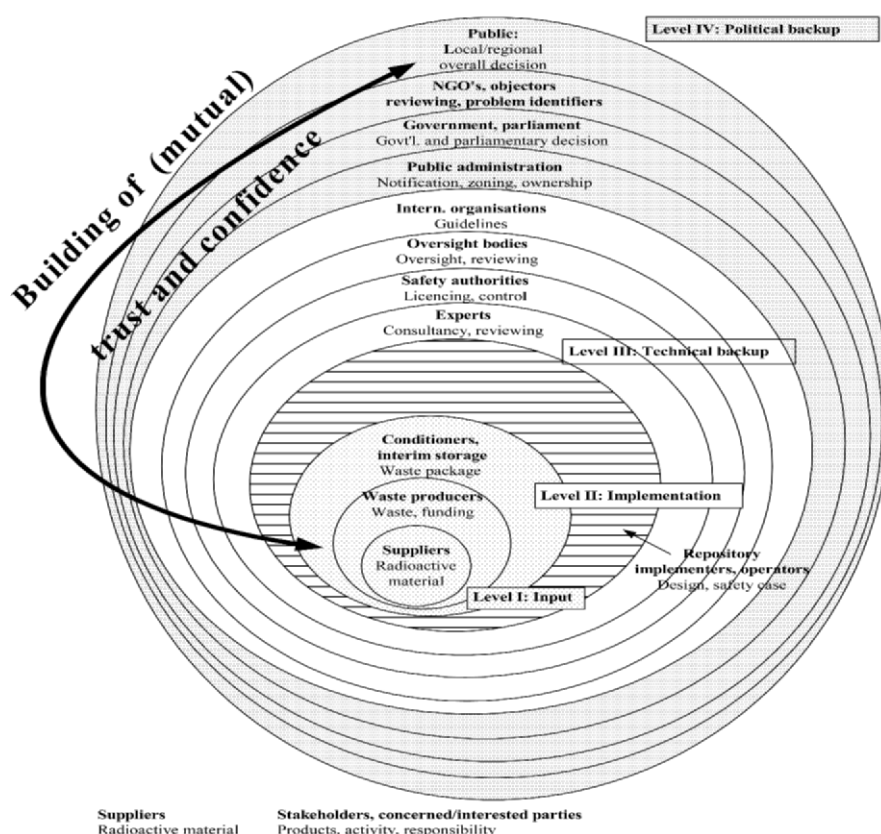 Level IV: Political backup
Public:
Local/regional
overall decision
NGO's, objectors
reviewing, problem identifiers
Government, parliament
Govt'l. and parliamentary decision
Public administration
Notification, zoning, ownership
Intern. organisations
Guidelines
Oversight bodies
Oversight, reviewing
Safety authorities
Licencing, control
Experts
Consultancy, reviewing
Building of (mutual)
trust and confidence
Level III: Technical backup
Conditioners,
interim storage
Waste package
Level II: Implementation
Waste producers
Waste, funding
Suppliers
Radioactive
material
Repository
implementers, operators
Design, safety case
Level I: Input
Suppliers
Radioactive material
Stakeholders, concerned/interested parties
Products, activity, responsibility